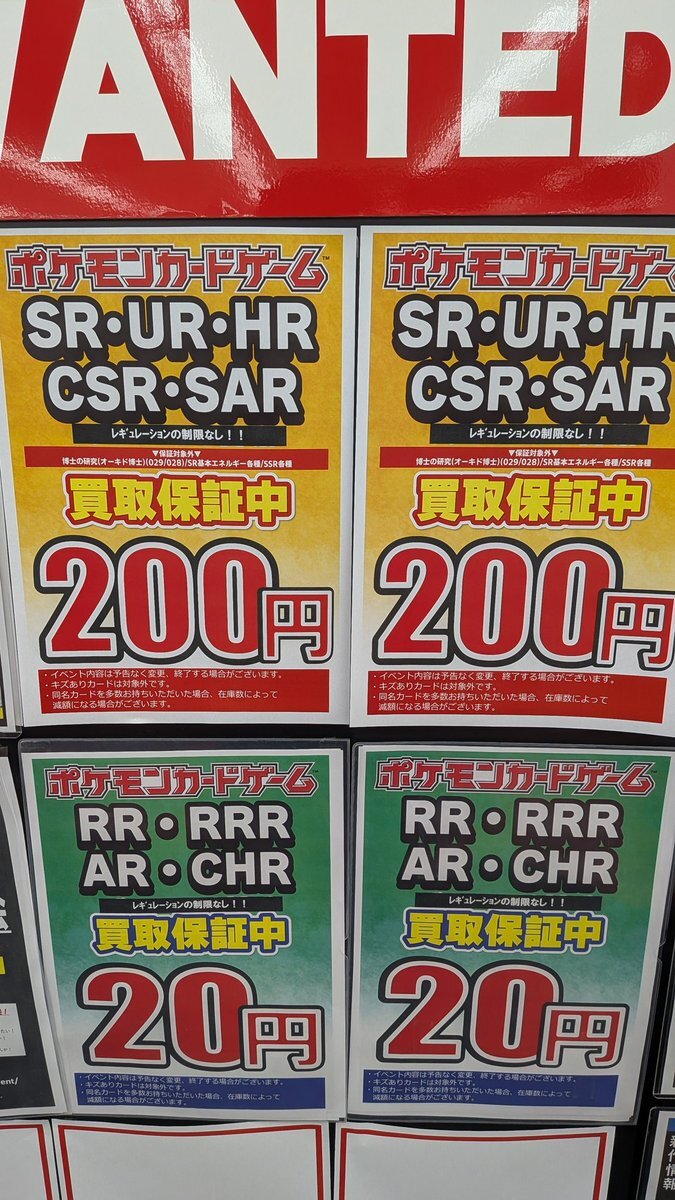 WANTED
ポケモンカードゲーム™
SR・UR・HR
CSR・SAR
レギュレーションの制限なし！！
▼保証対象外▼
博士の研究(オーキド博士)(029/028)/SR基本エネルギー各種/SSR各種
買取保証中
200円
・イベント内容は予告なく変更、終了する場合がございます。
・キズありカードは対象外です。
・同名カードを多数お持ちいただいた場合、在庫数によって
減額になる場合がございます。
ポケモンカードゲー
SR・UR・HR
CSR・SAR
レギュレーションの制限なし！！
▼保証対象外▼
博士の研究(オーキド博士)(029/028)/SR基本エネルギー各種/SSR各種
買取保証中
200円
・イベント内容は予告なく変更、終了する場合がございます。
・キズありカードは対象外です。
・同名カードを多数お持ちいただいた場合、在庫数によって
減額になる場合がございます。
ポケモンカードゲーム™
RR・RRR
AR・CHR
レギュレーションの制限なし！！
買取保証中
20円
・イベント内容は予告なく変更、終了する場合がございます。
・キズありカードは対象外です。
・同名カードを多数お持ちいただいた場合、在庫数によって
減額になる場合がございます。
ポケモンカードゲーム™
RR・RRR
AR・CHR
レギュレーションの制限なし！！
買取保証中
20円
・イベント内容は予告なく変更、終了する場合がございます。
・キズありカードは対象外です。
・同名カードを多数お持ちいただいた場合、在庫数によって
減額になる場合がございます。
ent/